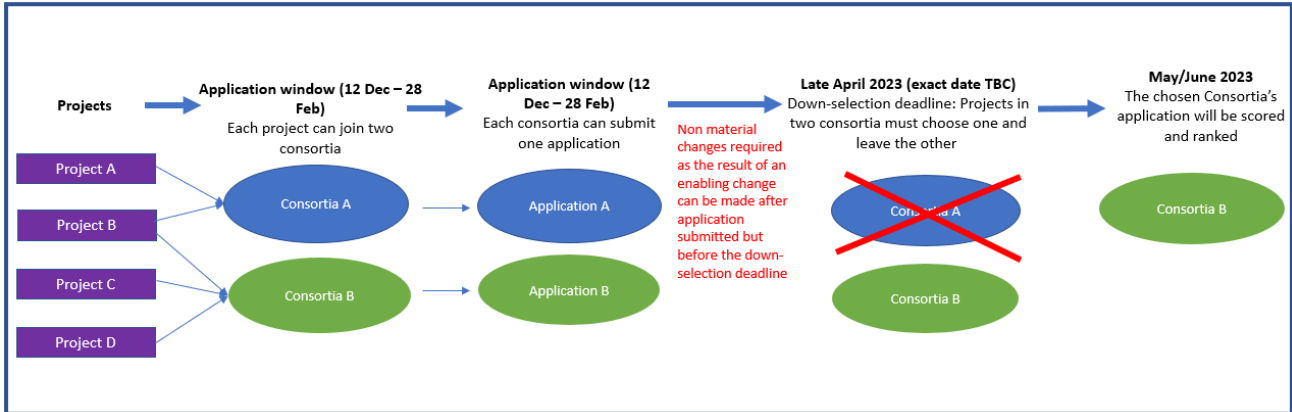 Projects
Project A
Project B
Project C
Project D
Application window (12 Dec – 28
Feb)
Each project can join two
consortia
Consortia A
Consortia B
Application window (12
Dec – 28 Feb)
Each consortia can submit
one application
Application A
Application B
Non material
changes required
as the result of an
enabling change
can be made after
application
submitted but
before the down-
selection deadline
Late April 2023 (exact date TBC)
Down-selection deadline: Projects in
two consortia must choose one and
leave the other
Consortia A
Consortia B
May/June 2023
The chosen Consortia’s
application will be scored
and ranked
Consortia B